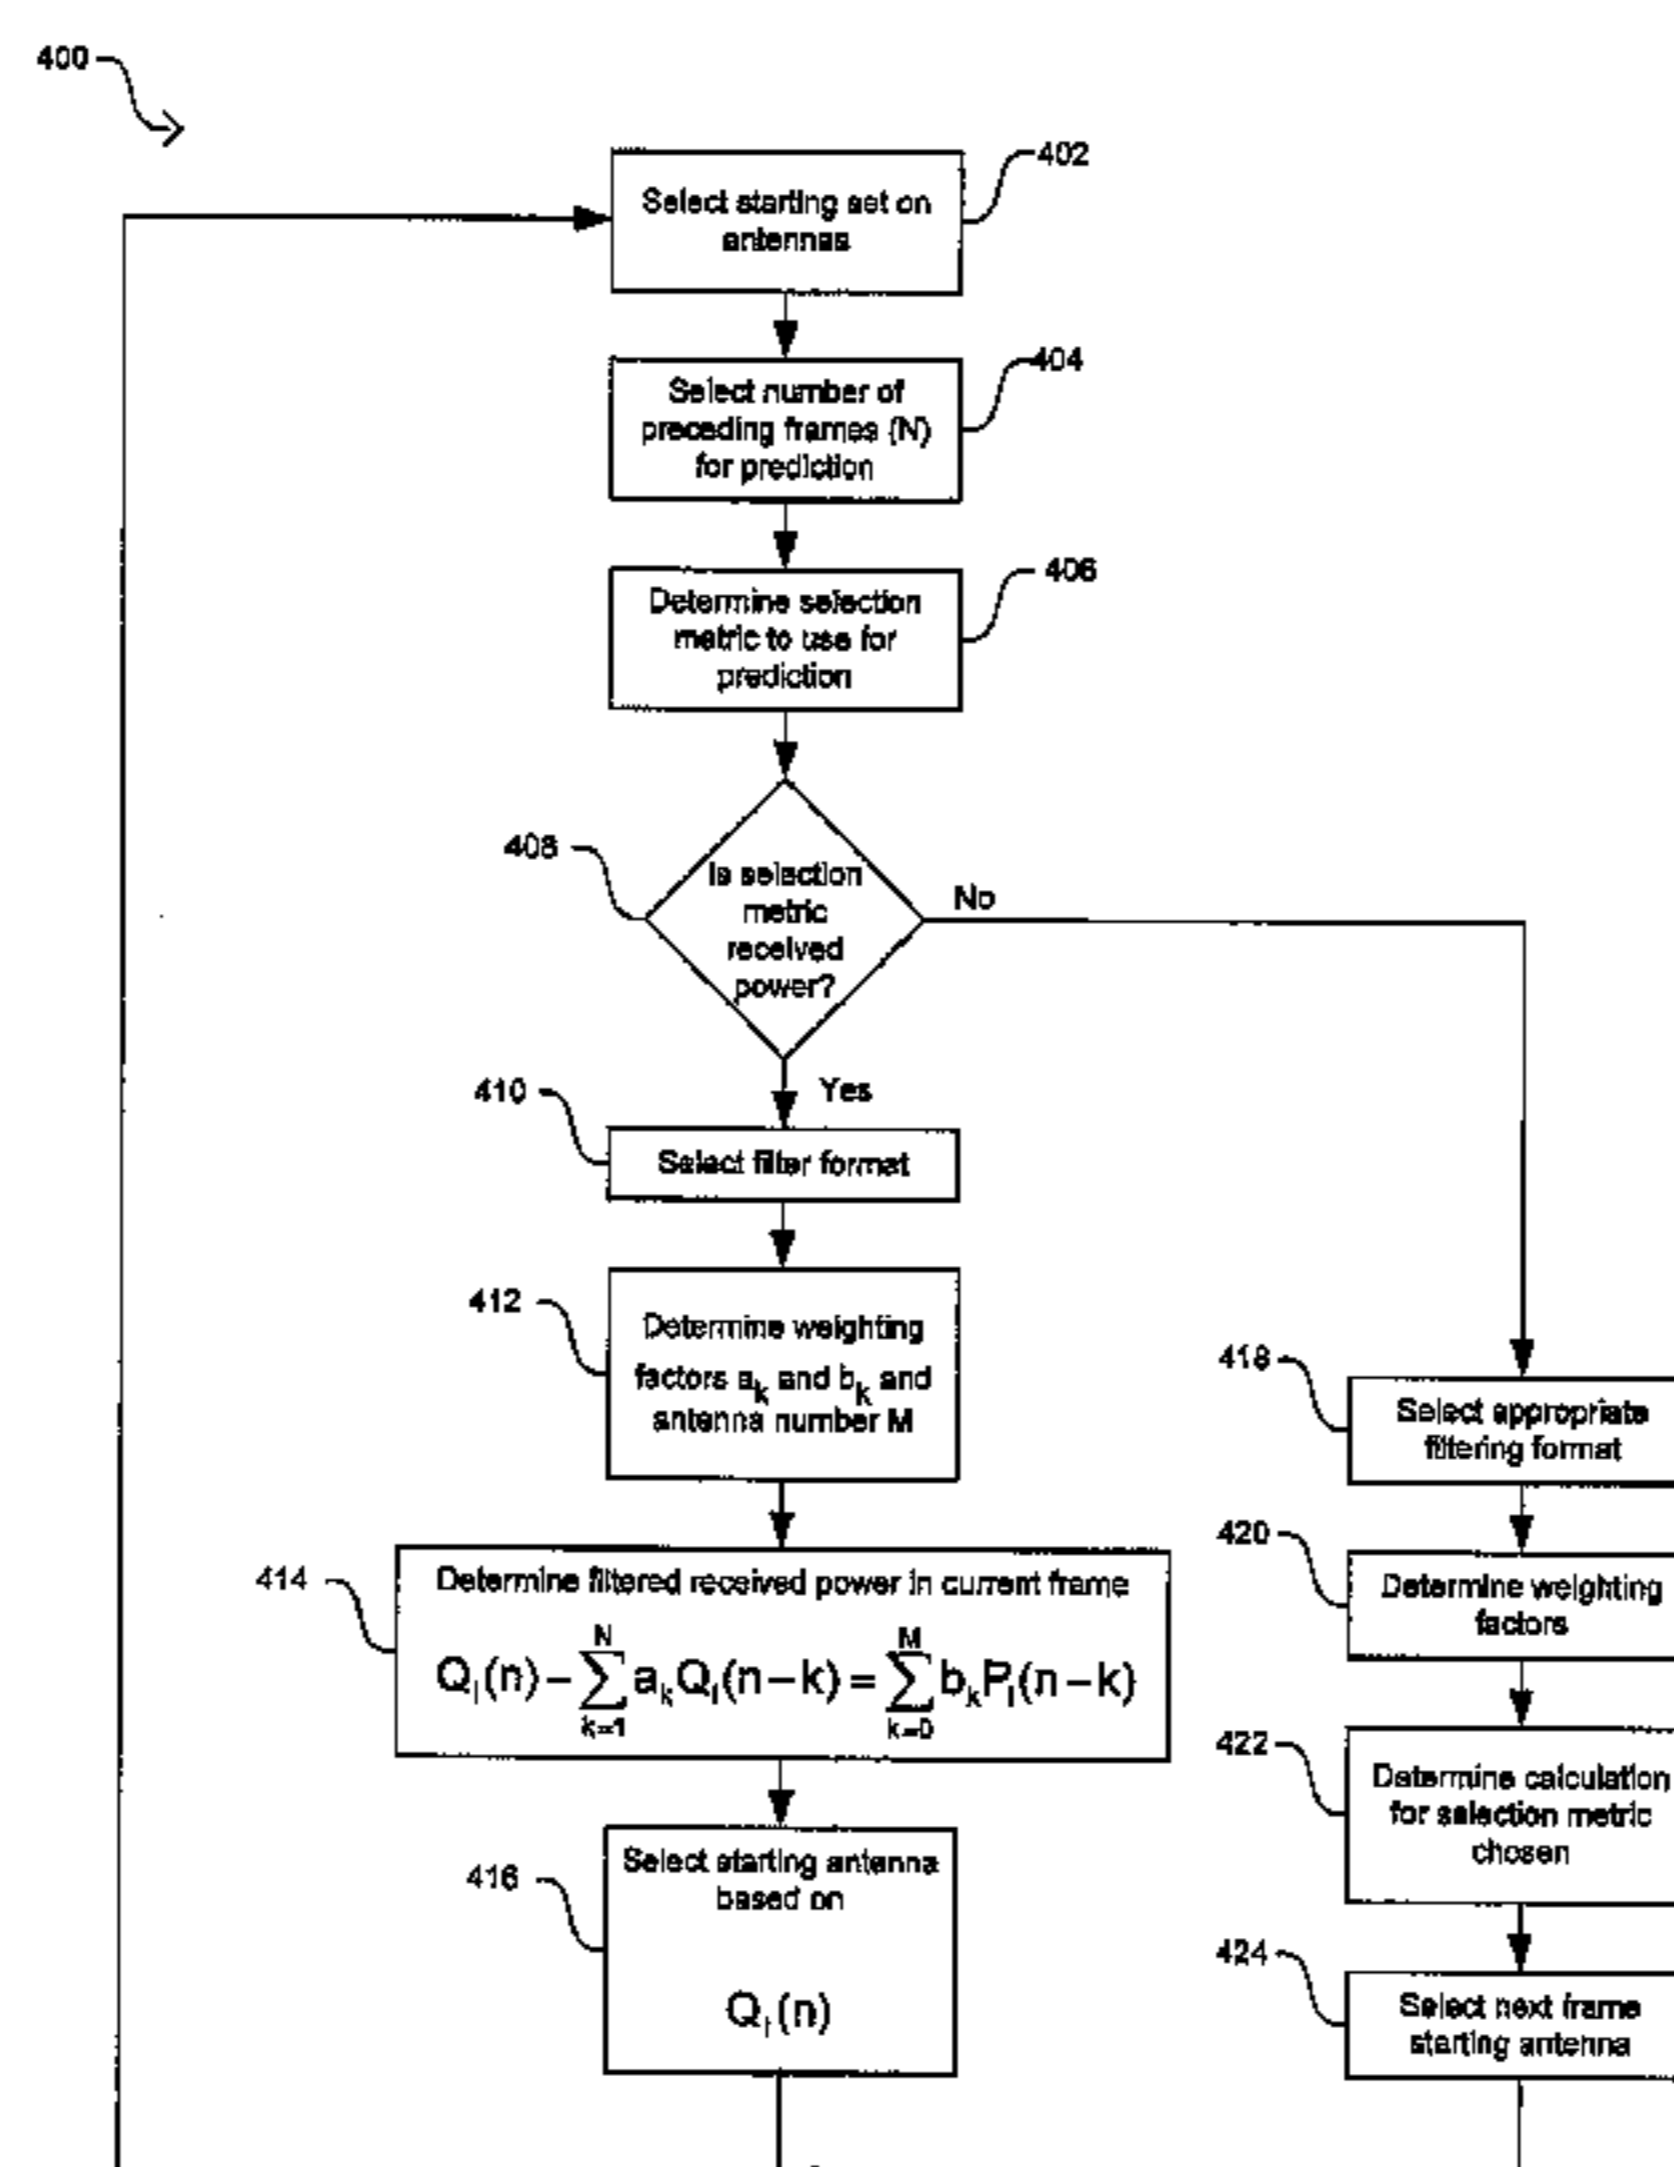 400
402
Select starting set on
antennas
404
Select number of
preceding frames (N)
for prediction
406
Determine selection
metric to use for
prediction
408
Is selection
metric
received
power?
No
Yes
410
Select filter format
412
Determine weighting
factors a_k and b_k and
antenna number M
414
Determine filtered received power in current frame
Q_i(n) − ∑_{k=1}^{N} a_k Q_i(n−k) = ∑_{k=0}^{M} b_k P_i(n−k)
416
Select starting antenna
based on
Q_i(n)
418
Select appropriate
filtering format
420
Determine weighting
factors
422
Determine calculation
for selection metric
chosen
424
Select next frame
starting antenna